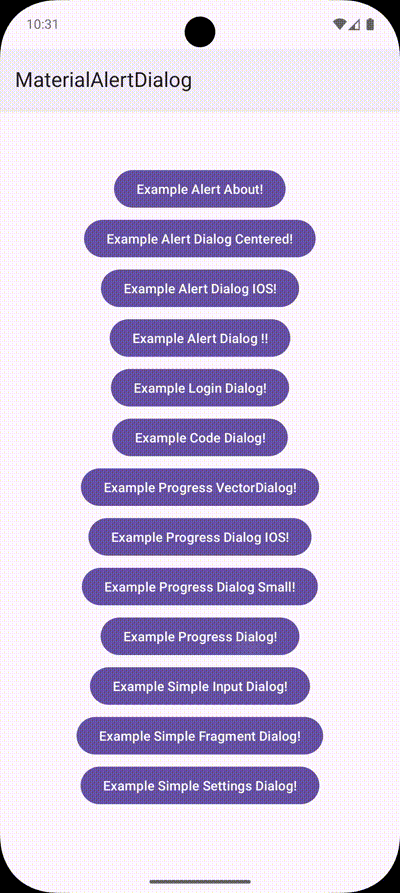 10:31
MaterialAlertDialog
Example Alert About!
Example Alert Dialog Centered!
Example Alert Dialog IOS!
Example Alert Dialog !!
Example Login Dialog!
Example Code Dialog!
Example Progress VectorDialog!
Example Progress Dialog IOS!
Example Progress Dialog Small!
Example Progress Dialog!
Example Simple Input Dialog!
Example Simple Fragment Dialog!
Example Simple Settings Dialog!